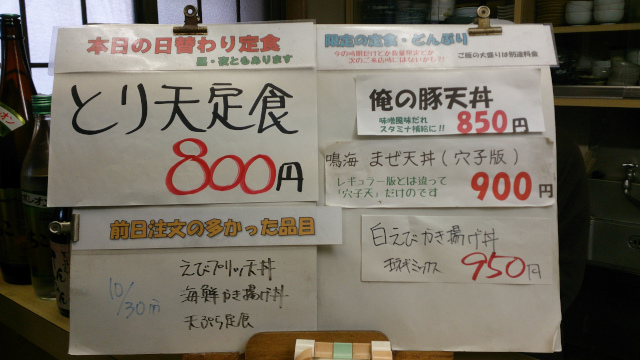 本日の日替わり定食
昼・夜ともあります
とり天定食
800円
前日注文の多かった品目
10/30
えびプリッ天丼
海鮮かき揚げ丼
天ぷら定食
限定の定食・どんぶり
ご飯の大盛りは別途料金
俺の豚天丼
味噌風味だれ
スタミナ補給に!!
850円
鳴海 まぜ天丼(穴子版)
レギュラー版とは違って
「穴子天」だけのです
900円
白えびかき揚げ丼
950円